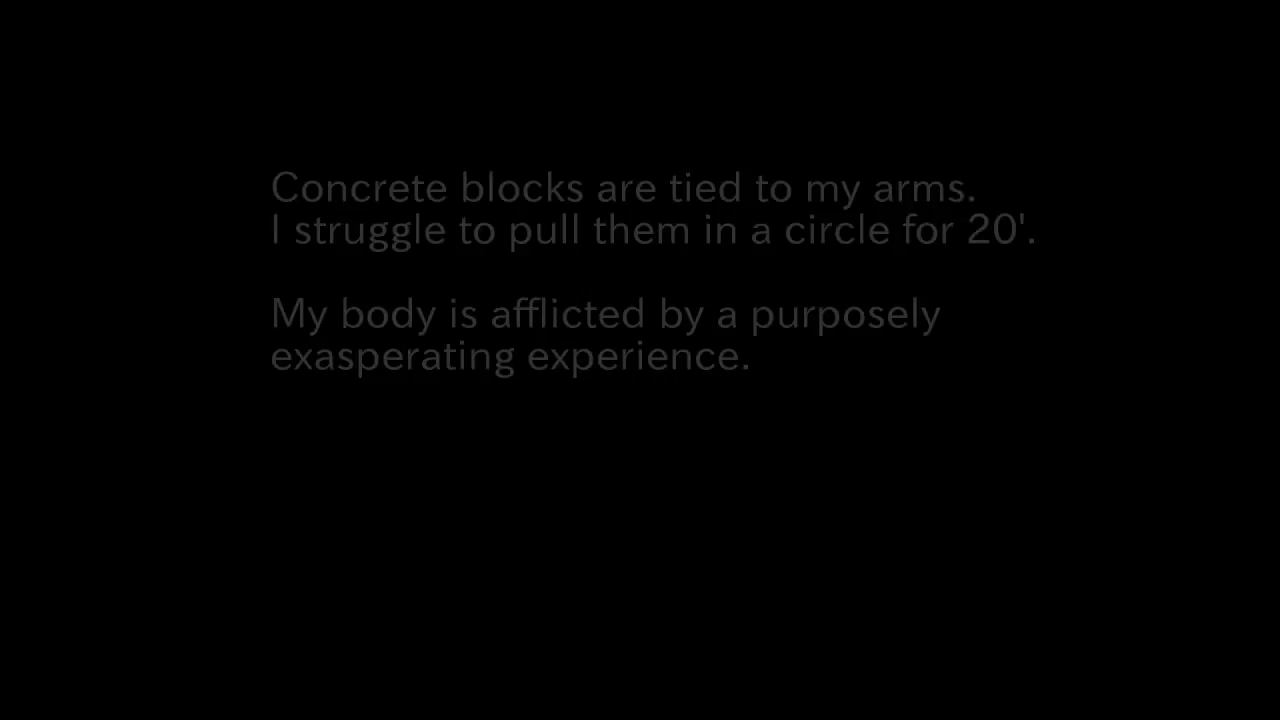 Concrete blocks are tied to my arms.
I struggle to pull them in a circle for 20'.
My body is afflicted by a purposely
exasperating experience.